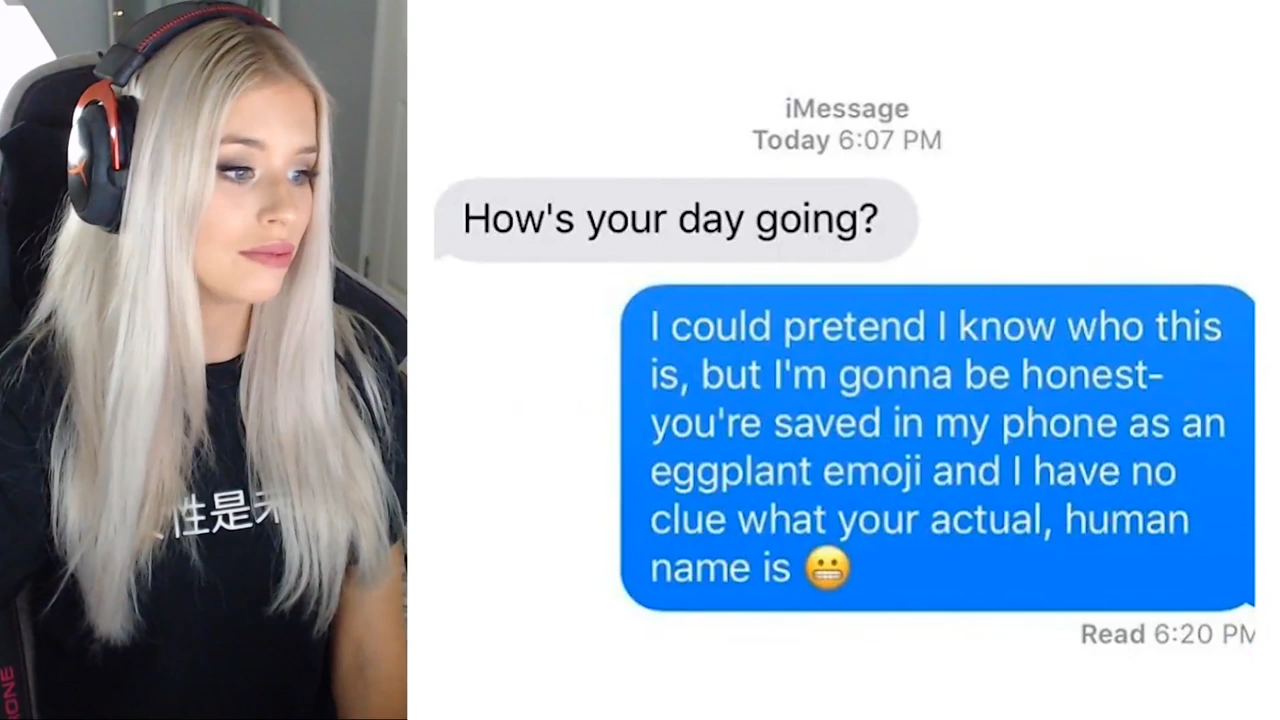 iMessage
Today 6:07 PM
How's your day going?
I could pretend I know who this
is, but I'm gonna be honest-
you're saved in my phone as an
eggplant emoji and I have no
clue what your actual, human
name is 😬
Read 6:20 PM
性是